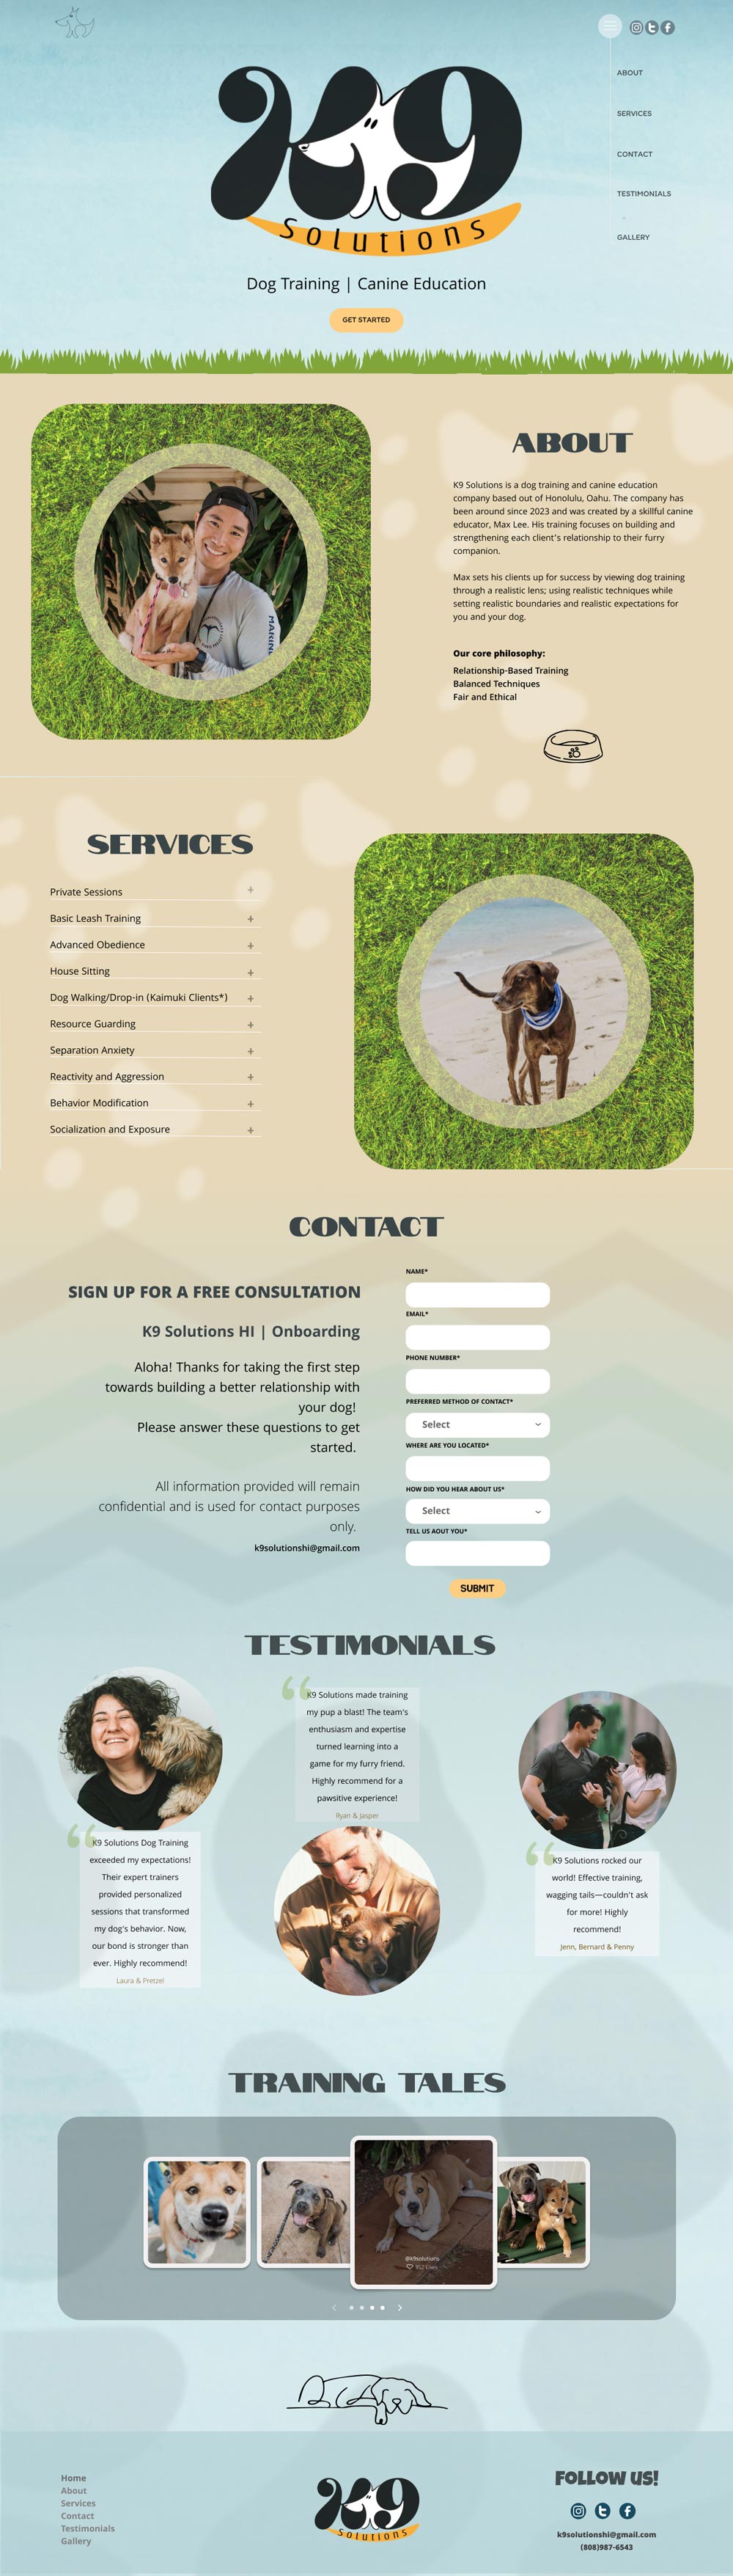 ABOUT
SERVICES
CONTACT
TESTIMONIALS
GALLERY
K9
Solutions
Dog Training | Canine Education
GET STARTED
ABOUT
K9 Solutions is a dog training and canine education
company based out of Honolulu, Oahu. The company has
been around since 2023 and was created by a skillful canine
educator, Max Lee. His training focuses on building and
strengthening each client's relationship to their furry
companion.
Max sets his clients up for success by viewing dog training
through a realistic lens; using realistic techniques while
setting realistic boundaries and realistic expectations for
you and your dog.
Our core philosophy:
Relationship-Based Training
Balanced Techniques
Fair and Ethical
SERVICES
Private Sessions +
Basic Leash Training +
Advanced Obedience +
House Sitting +
Dog Walking/Drop-in (Kaimuki Clients*) +
Resource Guarding +
Separation Anxiety +
Reactivity and Aggression +
Behavior Modification +
Socialization and Exposure +
CONTACT
SIGN UP FOR A FREE CONSULTATION
K9 Solutions HI | Onboarding
Aloha! Thanks for taking the first step
towards building a better relationship with
your dog!
Please answer these questions to get
started.
All information provided will remain
confidential and is used for contact purposes
only.
k9solutionshi@gmail.com
NAME*
EMAIL*
PHONE NUMBER*
PREFERRED METHOD OF CONTACT*
Select
WHERE ARE YOU LOCATED*
HOW DID YOU HEAR ABOUT US*
Select
TELL US AOUT YOU*
SUBMIT
TESTIMONIALS
K9 Solutions Dog Training
exceeded my expectations!
Their expert trainers
provided personalized
sessions that transformed
my dog's behavior. Now,
our bond is stronger than
ever. Highly recommend!
Laura & Pretzel
K9 Solutions made training
my pup a blast! The team's
enthusiasm and expertise
turned learning into a
game for my furry friend.
Highly recommend for a
pawsitive experience!
Ryan & Jasper
K9 Solutions rocked our
world! Effective training,
wagging tails—couldn't ask
for more! Highly
recommend!
Jenn, Bernard & Penny
TRAINING TALES
@k9solutions
Home
About
Services
Contact
Testimonials
Gallery
K9
Solutions
FOLLOW US!
k9solutionshi@gmail.com
(808)987-6543